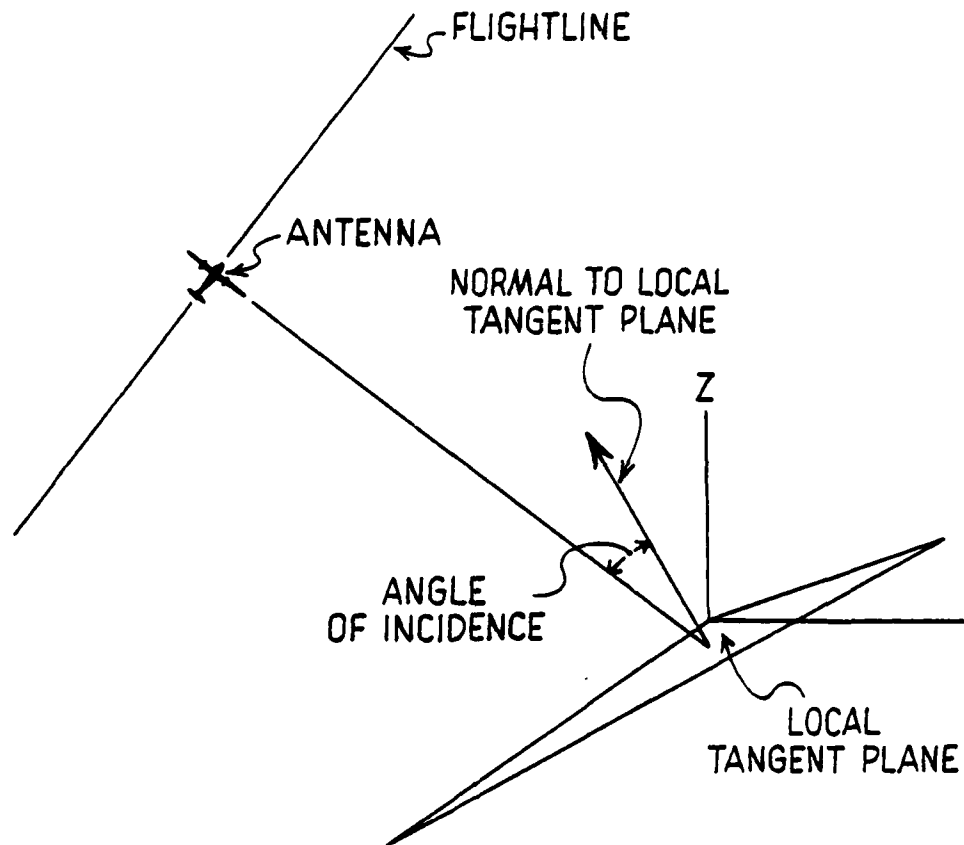 FLIGHTLINE
ANTENNA
NORMAL TO LOCAL
TANGENT PLANE
Z
ANGLE
OF INCIDENCE
LOCAL
TANGENT PLANE